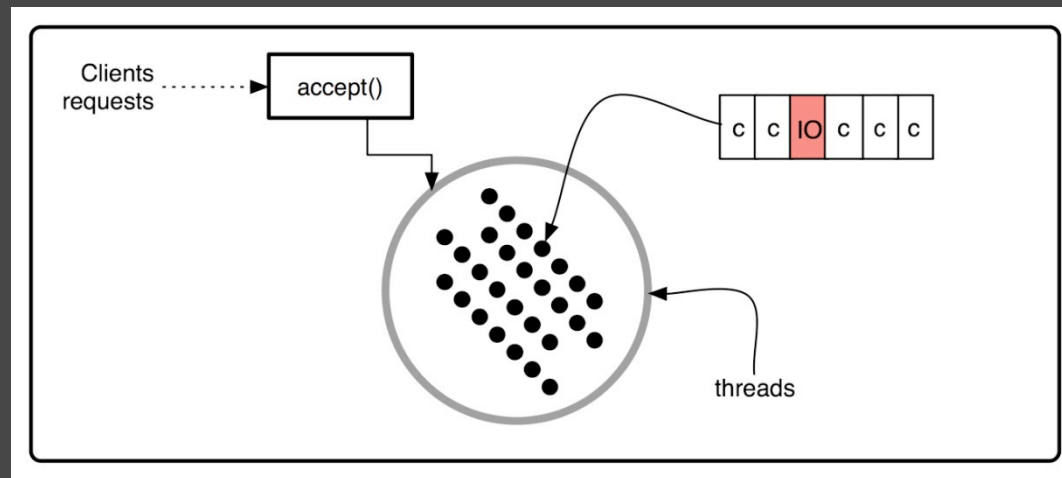 Clients
requests
accept()
c c IO c c c
threads